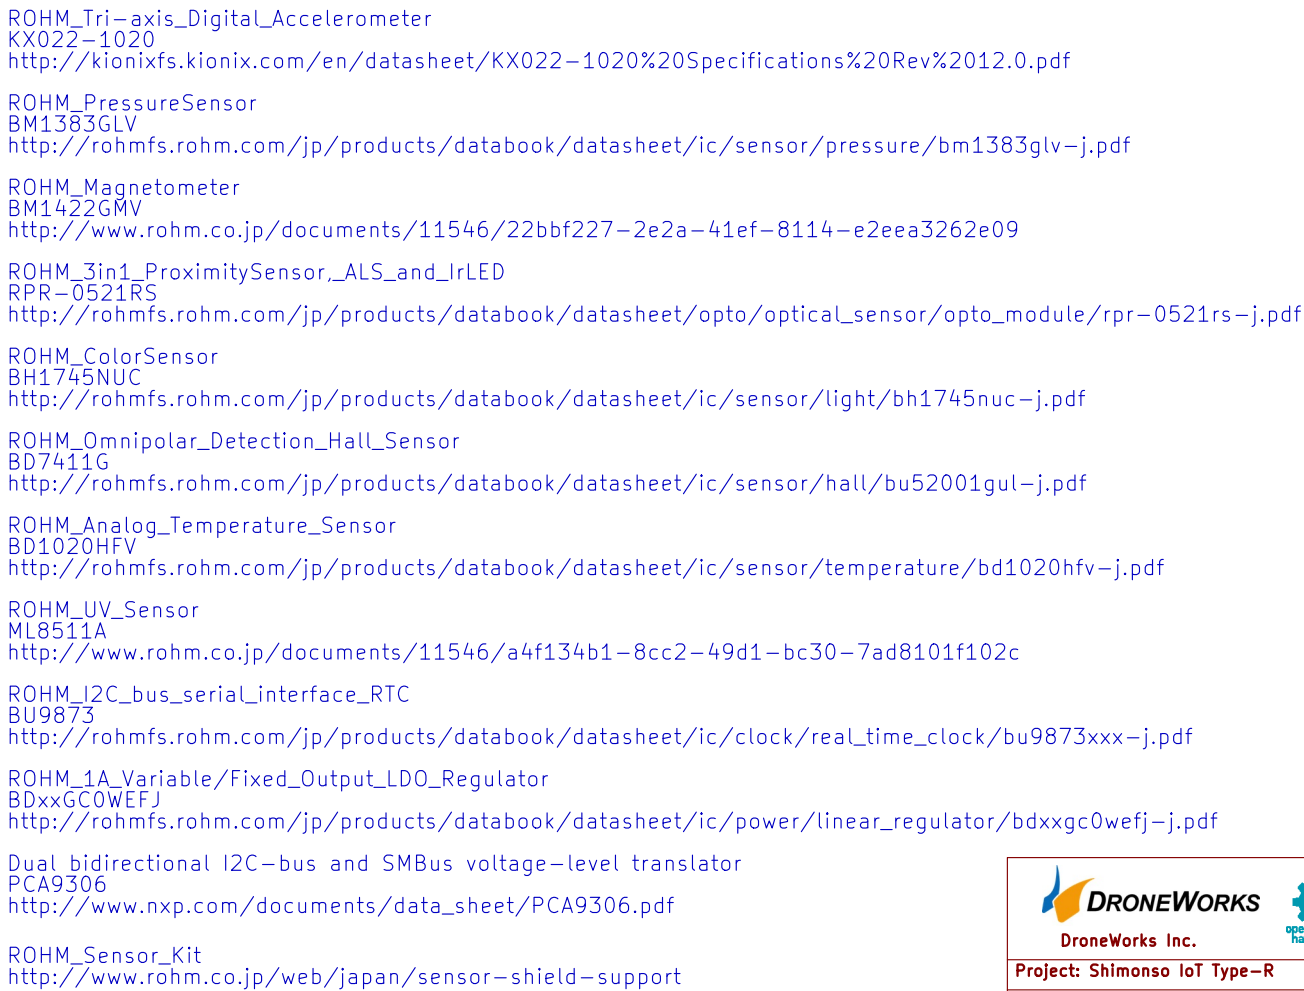 ROHM_Tri-axis_Digital_Accelerometer
KX022-1020
http://kionixfs.kionix.com/en/datasheet/KX022-1020%20Specifications%20Rev%2012.0.pdf
ROHM_PressureSensor
BM1383GLV
http://rohmfs.rohm.com/jp/products/databook/datasheet/ic/sensor/pressure/bm1383glv-j.pdf
ROHM_Magnetometer
BM1422GMV
http://www.rohm.co.jp/documents/11546/22bbf227-2e2a-41ef-8114-e2eea3262e09
ROHM_3in1_ProximitySensor,_ALS_and_IrLED
RPR-0521RS
http://rohmfs.rohm.com/jp/products/databook/datasheet/opto/optical_sensor/opto_module/rpr-0521rs-j.pdf
ROHM_ColorSensor
BH1745NUC
http://rohmfs.rohm.com/jp/products/databook/datasheet/ic/sensor/light/bh1745nuc-j.pdf
ROHM_Omnipolar_Detection_Hall_Sensor
BD7411G
http://rohmfs.rohm.com/jp/products/databook/datasheet/ic/sensor/hall/bu52001gul-j.pdf
ROHM_Analog_Temperature_Sensor
BD1020HFV
http://rohmfs.rohm.com/jp/products/databook/datasheet/ic/sensor/temperature/bd1020hfv-j.pdf
ROHM_UV_Sensor
ML8511A
http://www.rohm.co.jp/documents/11546/a4f134b1-8cc2-49d1-bc30-7ad8101f102c
ROHM_I2C_bus_serial_interface_RTC
BU9873
http://rohmfs.rohm.com/jp/products/databook/datasheet/ic/clock/real_time_clock/bu9873xxx-j.pdf
ROHM_1A_Variable/Fixed_Output_LDO_Regulator
BDxxGC0WEFJ
http://rohmfs.rohm.com/jp/products/databook/datasheet/ic/power/linear_regulator/bdxxgc0wefj-j.pdf
Dual bidirectional I2C-bus and SMBus voltage-level translator
PCA9306
http://www.nxp.com/documents/data_sheet/PCA9306.pdf
ROHM_Sensor_Kit
http://www.rohm.co.jp/web/japan/sensor-shield-support
DRONEWORKS
DroneWorks Inc.
Project: Shimonso IoT Type-R